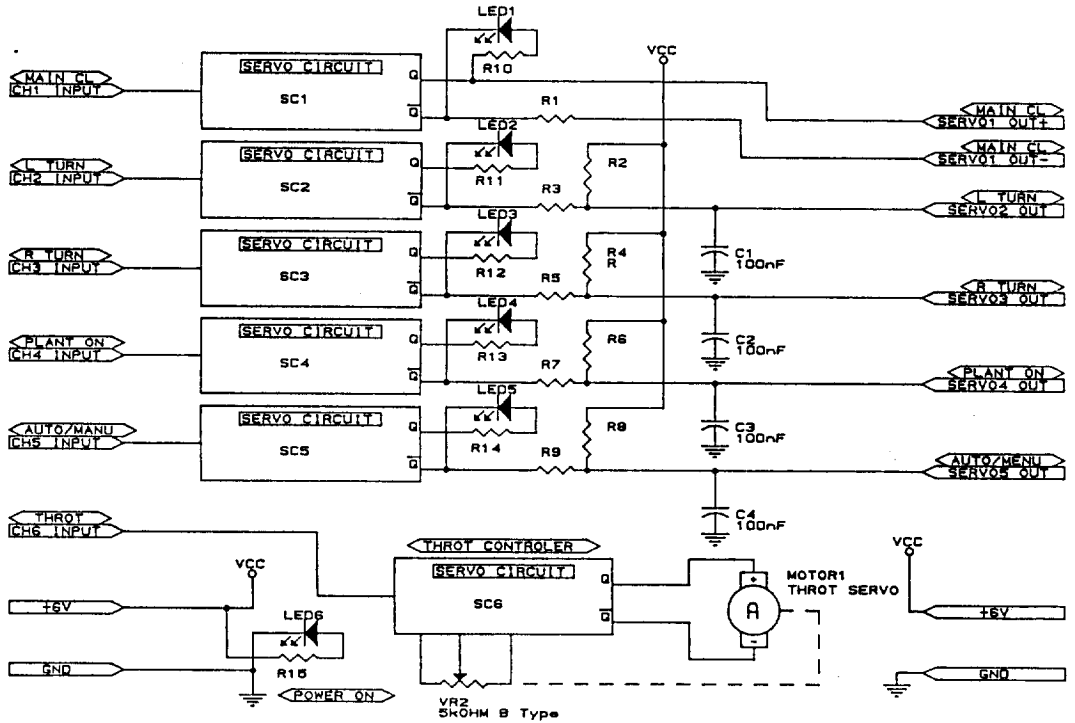 LED1
R10
VCC
MAIN CL
CH1 INPUT
SERVO CIRCUIT
SC1
Q
Q
R1
MAIN CL
SERVO1 OUT+
MAIN CL
SERVO1 OUT-
L TURN
CH2 INPUT
SERVO CIRCUIT
SC2
Q
Q
LED2
R11
R3
R2
L TURN
SERVO2 OUT
C1
100nF
R TURN
CH3 INPUT
SERVO CIRCUIT
SC3
Q
Q
LED3
R12
R5
R4
R
R TURN
SERVO3 OUT
C2
100nF
PLANT ON
CH4 INPUT
SERVO CIRCUIT
SC4
Q
Q
LED4
R13
R7
R6
PLANT ON
SERVO4 OUT
C3
100nF
AUTO/MANU
CH5 INPUT
SERVO CIRCUIT
SC5
Q
Q
LED5
R14
R9
R8
AUTO/MENU
SERVO5 OUT
C4
100nF
THROT
CH6 INPUT
THROT CONTROLER
SERVO CIRCUIT
SC6
Q
Q
MOTOR1
THROT SERVO
A
+
-
VCC
+6V
GND
VCC
+6V
LED6
R15
GND
POWER ON
VR2
5kOHM B Type